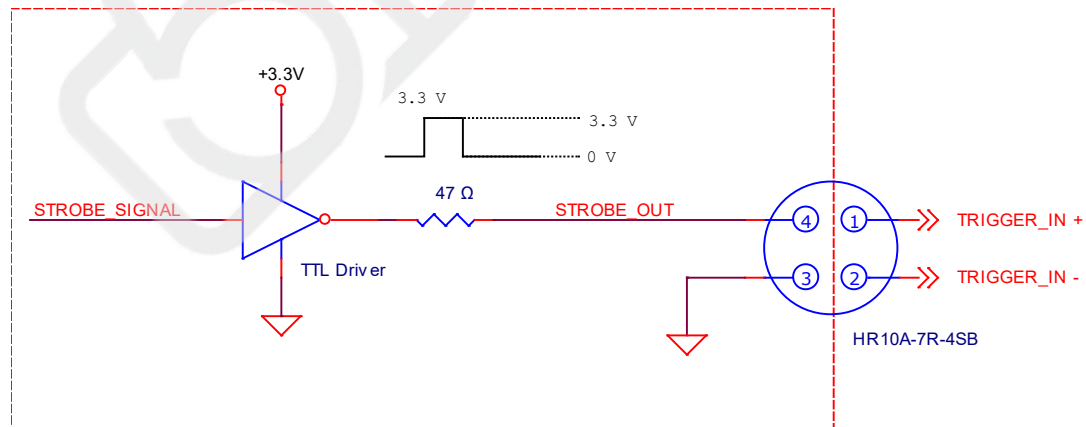 +3.3V
3.3 V
3.3 V
0 V
47 Ω
STROBE_SIGNAL
STROBE_OUT
TTL Driver
4
1
TRIGGER_IN +
3
2
TRIGGER_IN -
HR10A-7R-4SB